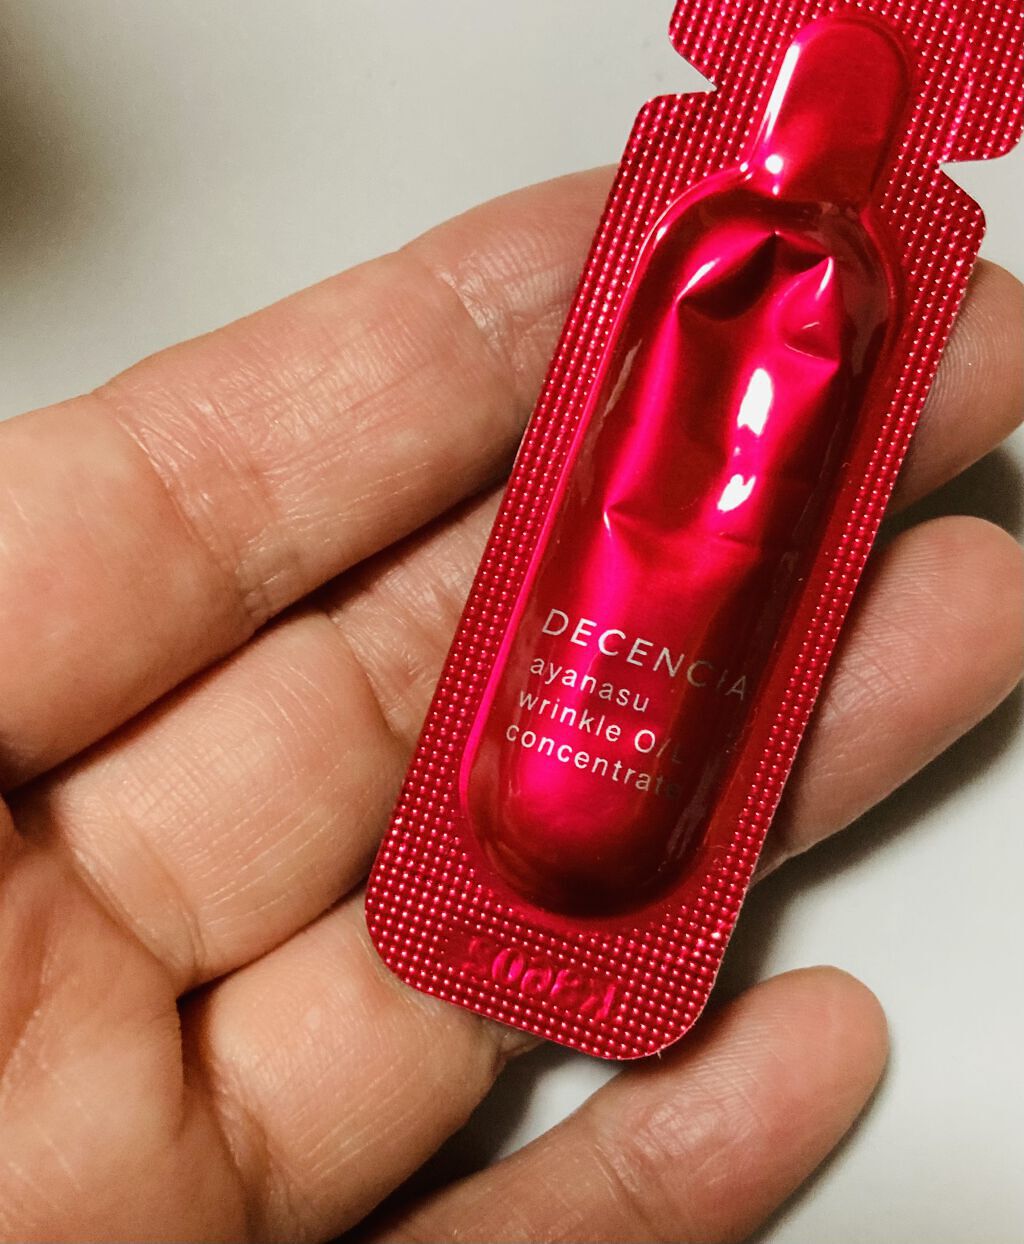 DECENCIA
ayanasu
wrinkle O/L
concentrate